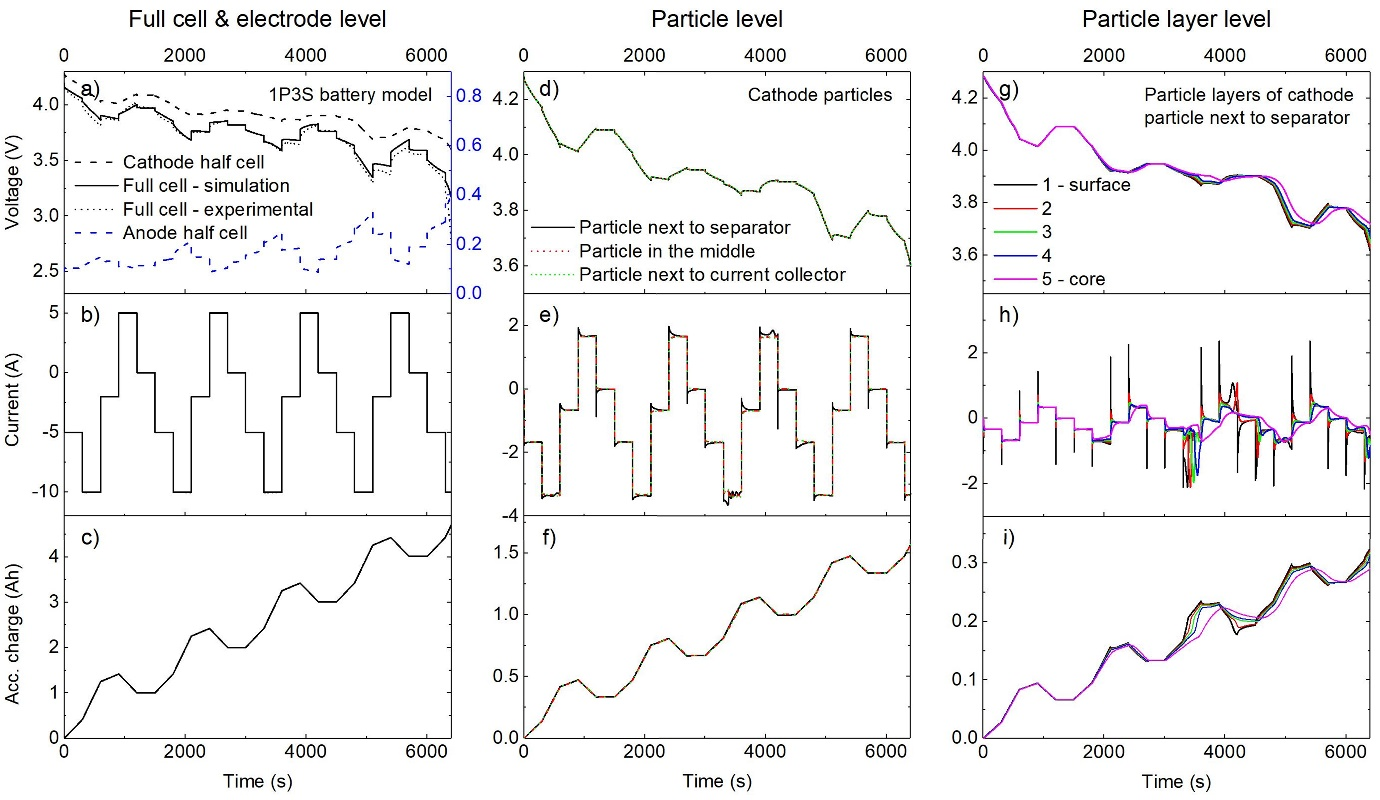 Full cell & electrode level
Particle level
Particle layer level
0 2000 4000 6000
0 2000 4000 6000
0 2000 4000 6000
a)
1P3S battery model
Cathode half cell
Full cell - simulation
Full cell - experimental
Anode half cell
Voltage (V)
4.0
3.5
3.0
2.5
0.8
0.6
0.4
0.2
0.0
d)
Cathode particles
Particle next to separator
Particle in the middle
Particle next to current collector
4.2
4.0
3.8
3.6
g)
Particle layers of cathode
particle next to separator
1 - surface
2
3
4
5 - core
4.2
4.0
3.8
3.6
b)
Current (A)
5
0
-5
-10
e)
2
0
-2
-4
h)
2
0
-2
c)
Acc. charge (Ah)
4
3
2
1
0
f)
1.5
1.0
0.5
0.0
i)
0.3
0.2
0.1
0.0
0 2000 4000 6000
0 2000 4000 6000
0 2000 4000 6000
Time (s)
Time (s)
Time (s)